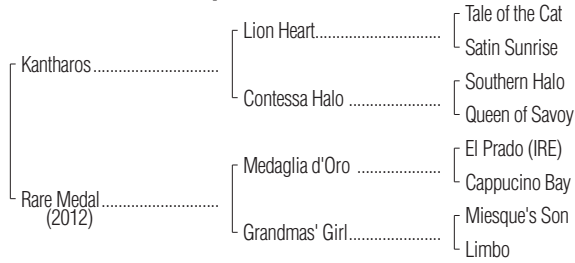 Tale of the Cat
Lion Heart
Satin Sunrise
Kantharos
Southern Halo
Contessa Halo
Queen of Savoy
El Prado (IRE)
Medaglia d'Oro
Cappucino Bay
Rare Medal
(2012)
Miesque's Son
Grandmas' Girl
Limbo